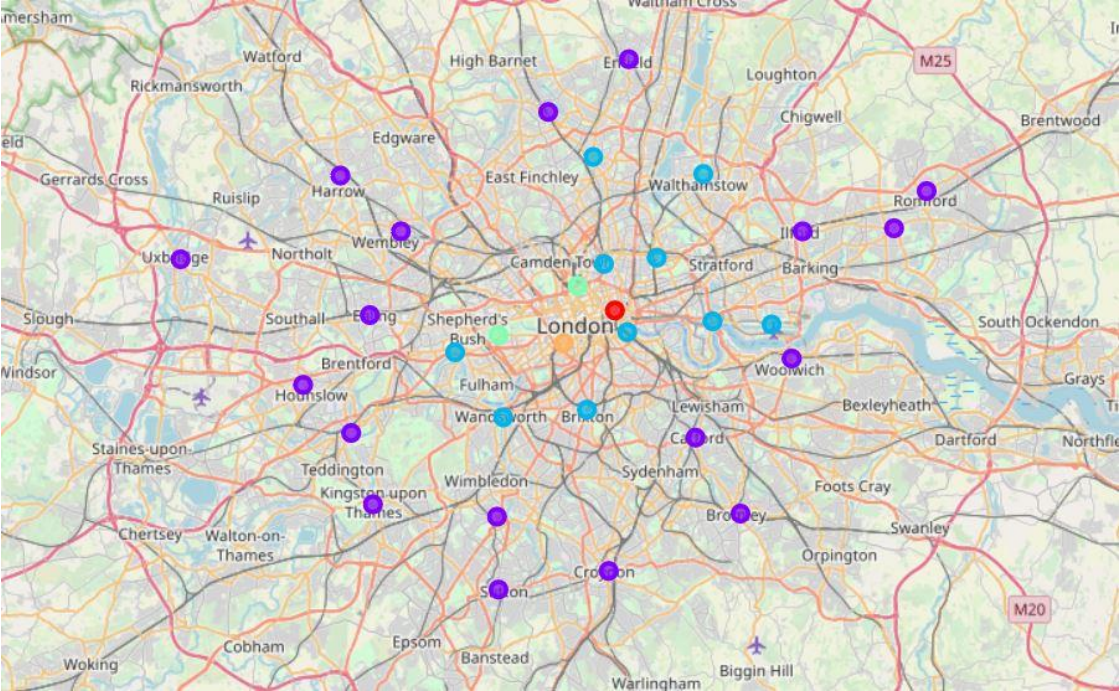 mersham
Waltham Cross
Watford
High Barnet
Enfield
M25
Loughton
Rickmansworth
Chigwell
Brentwood
Edgware
eld
Gerrards Cross
East Finchley
Walthamstow
Harrow
Ruislip
Romford
Ilford
Wembley
Uxbridge
Northolt
Camden Town
Stratford
Barking
Slough
Southall
Ealing
Shepherd's
Bush
London
South Ockendon
Brentford
Windsor
Woolwich
Grays
Fulham
Hounslow
Wandsworth
Brixton
Lewisham
Bexleyheath
Catford
Dartford
Northfle
Staines-upon-
Thames
Teddington
Wimbledon
Sydenham
Foots Cray
Kingston upon
Thames
Bromley
Swanley
Chertsey
Walton-on-
Thames
Orpington
Croydon
Sutton
M20
Cobham
Epsom
Banstead
Woking
Biggin Hill
Warlingham